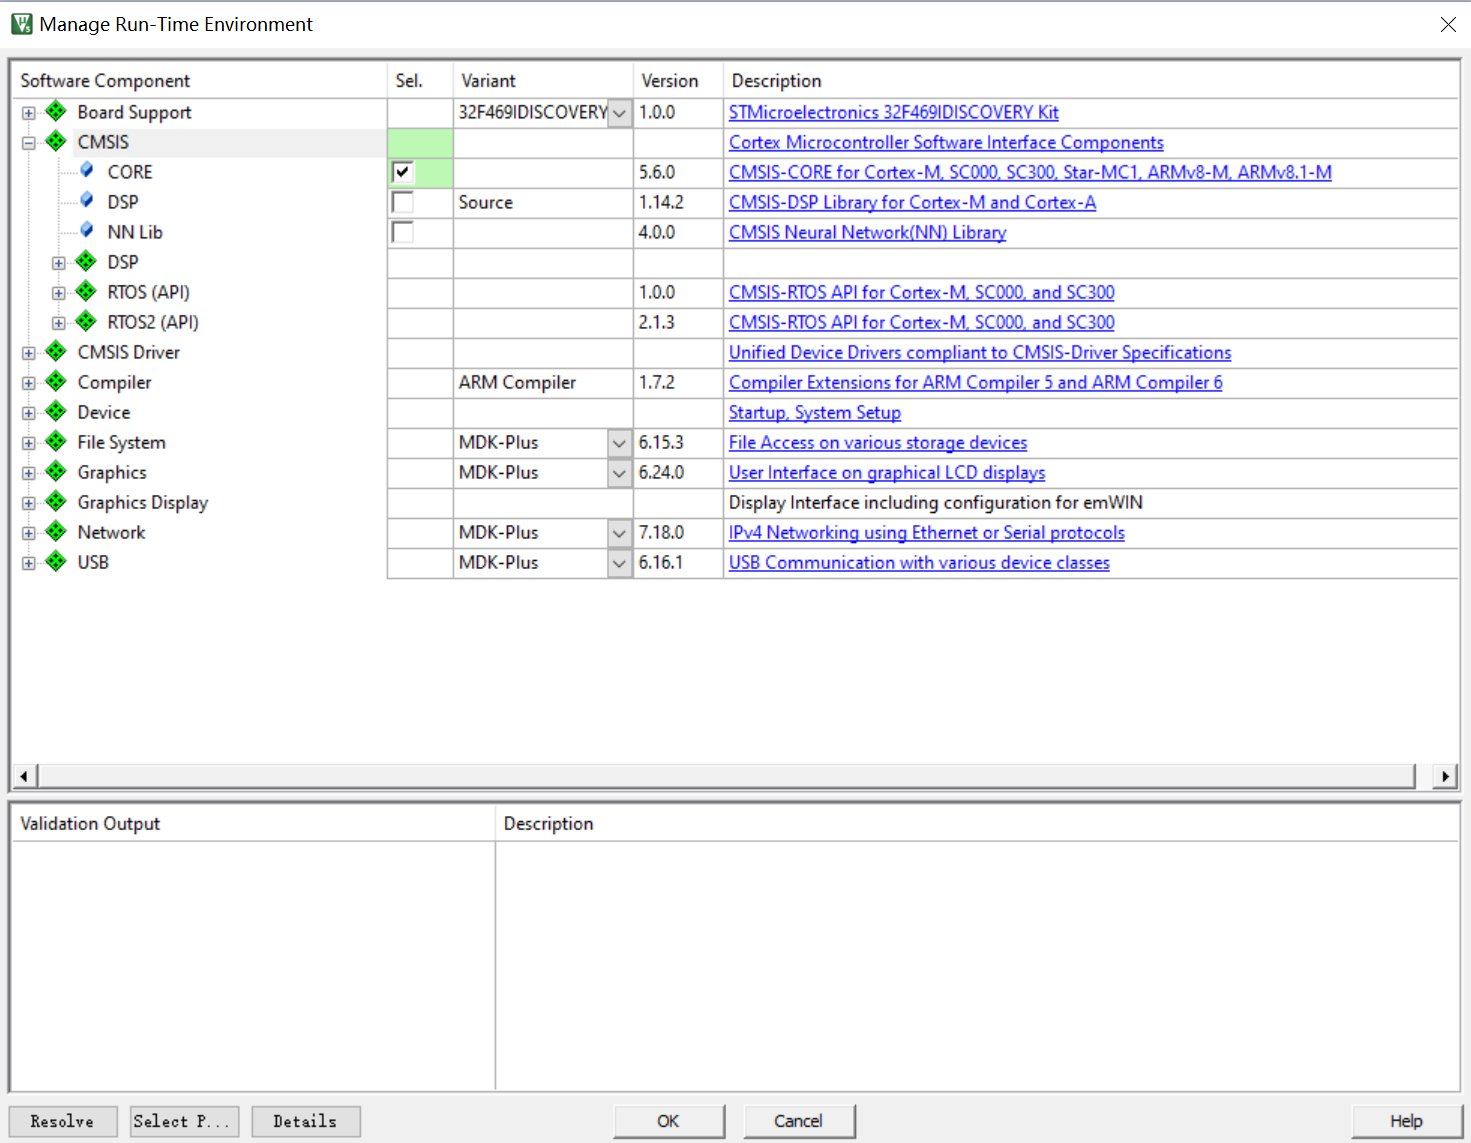 Manage Run-Time Environment
Software Component Sel. Variant Version Description
Board Support 32F469IDISCOVERY 1.0.0 STMicroelectronics 32F469IDISCOVERY Kit
CMSIS Cortex Microcontroller Software Interface Components
CORE 5.6.0 CMSIS-CORE for Cortex-M, SC000, SC300, Star-MC1, ARMv8-M, ARMv8.1-M
DSP Source 1.14.2 CMSIS-DSP Library for Cortex-M and Cortex-A
NN Lib 4.0.0 CMSIS Neural Network(NN) Library
DSP
RTOS (API) 1.0.0 CMSIS-RTOS API for Cortex-M, SC000, and SC300
RTOS2 (API) 2.1.3 CMSIS-RTOS API for Cortex-M, SC000, and SC300
CMSIS Driver Unified Device Drivers compliant to CMSIS-Driver Specifications
Compiler ARM Compiler 1.7.2 Compiler Extensions for ARM Compiler 5 and ARM Compiler 6
Device Startup, System Setup
File System MDK-Plus 6.15.3 File Access on various storage devices
Graphics MDK-Plus 6.24.0 User Interface on graphical LCD displays
Graphics Display Display Interface including configuration for emWIN
Network MDK-Plus 7.18.0 IPv4 Networking using Ethernet or Serial protocols
USB MDK-Plus 6.16.1 USB Communication with various device classes
Validation Output Description
Resolve Select P... Details OK Cancel Help